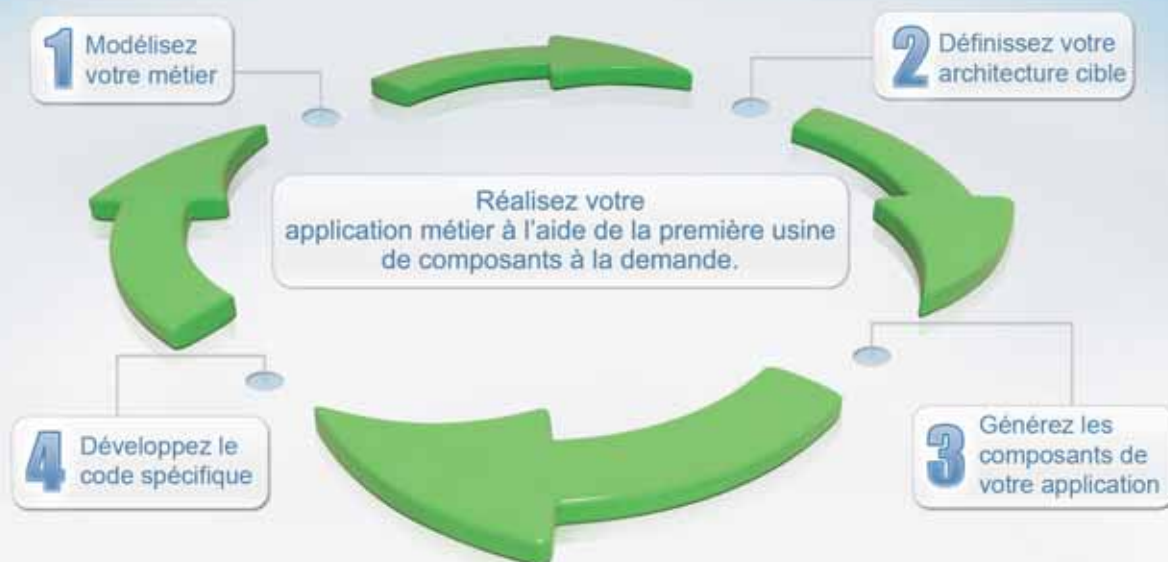 1 Modélisez
votre métier
2 Définissez votre
architecture cible
Réalisez votre
application métier à l'aide de la première usine
de composants à la demande.
3 Générez les
composants de
votre application
4 Développez le
code spécifique